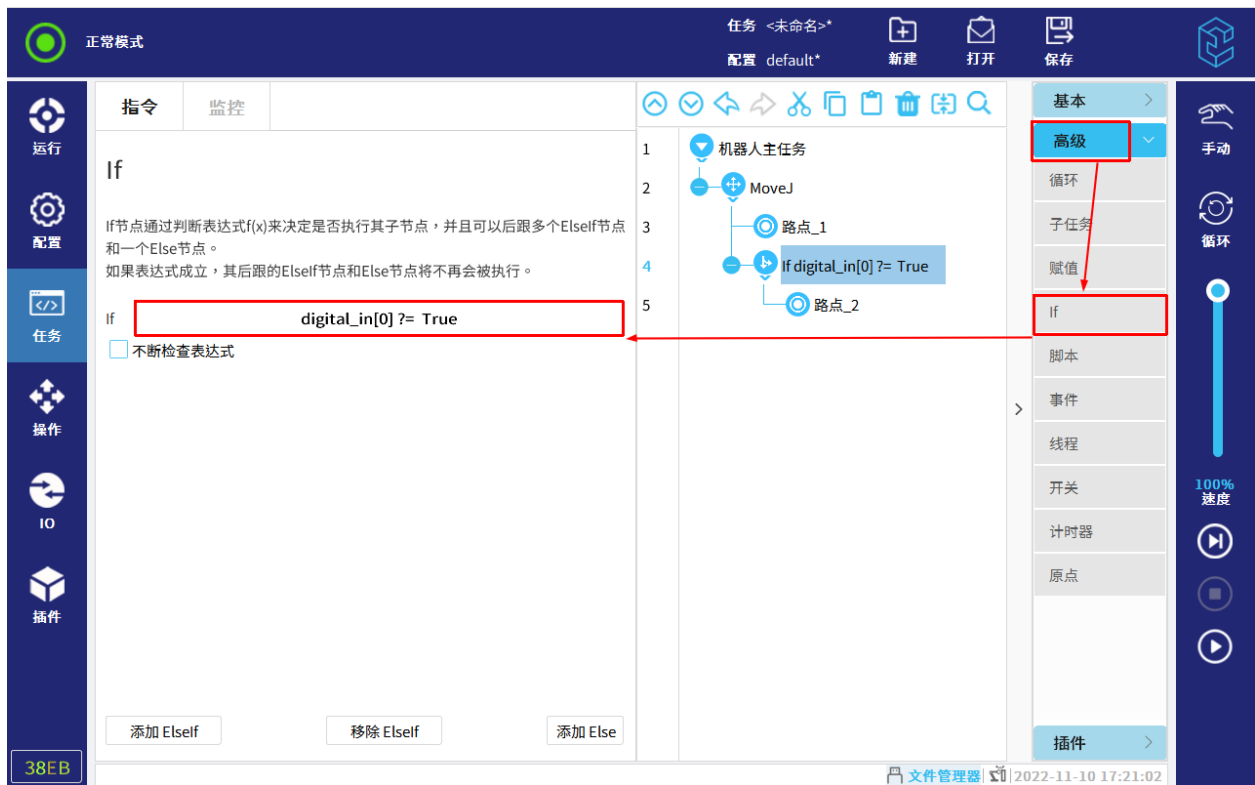 正常模式
任务 <未命名>*
配置 default*
新建
打开
保存
运行
配置
任务
操作
IO
插件
38EB
指令
监控
If
If节点通过判断表达式f(x)来决定是否执行其子节点，并且可以后跟多个ElseIf节点
和一个Else节点。
如果表达式成立，其后跟的ElseIf节点和Else节点将不再会被执行。
If digital_in[0] ?= True
不断检查表达式
添加 ElseIf
移除 ElseIf
添加 Else
1 机器人主任务
2 MoveJ
3 路点_1
4 If digital_in[0] ?= True
5 路点_2
基本
高级
循环
子任务
赋值
If
脚本
事件
线程
开关
计时器
原点
插件
手动
循环
100%
速度
文件管理器
2022-11-10 17:21:02